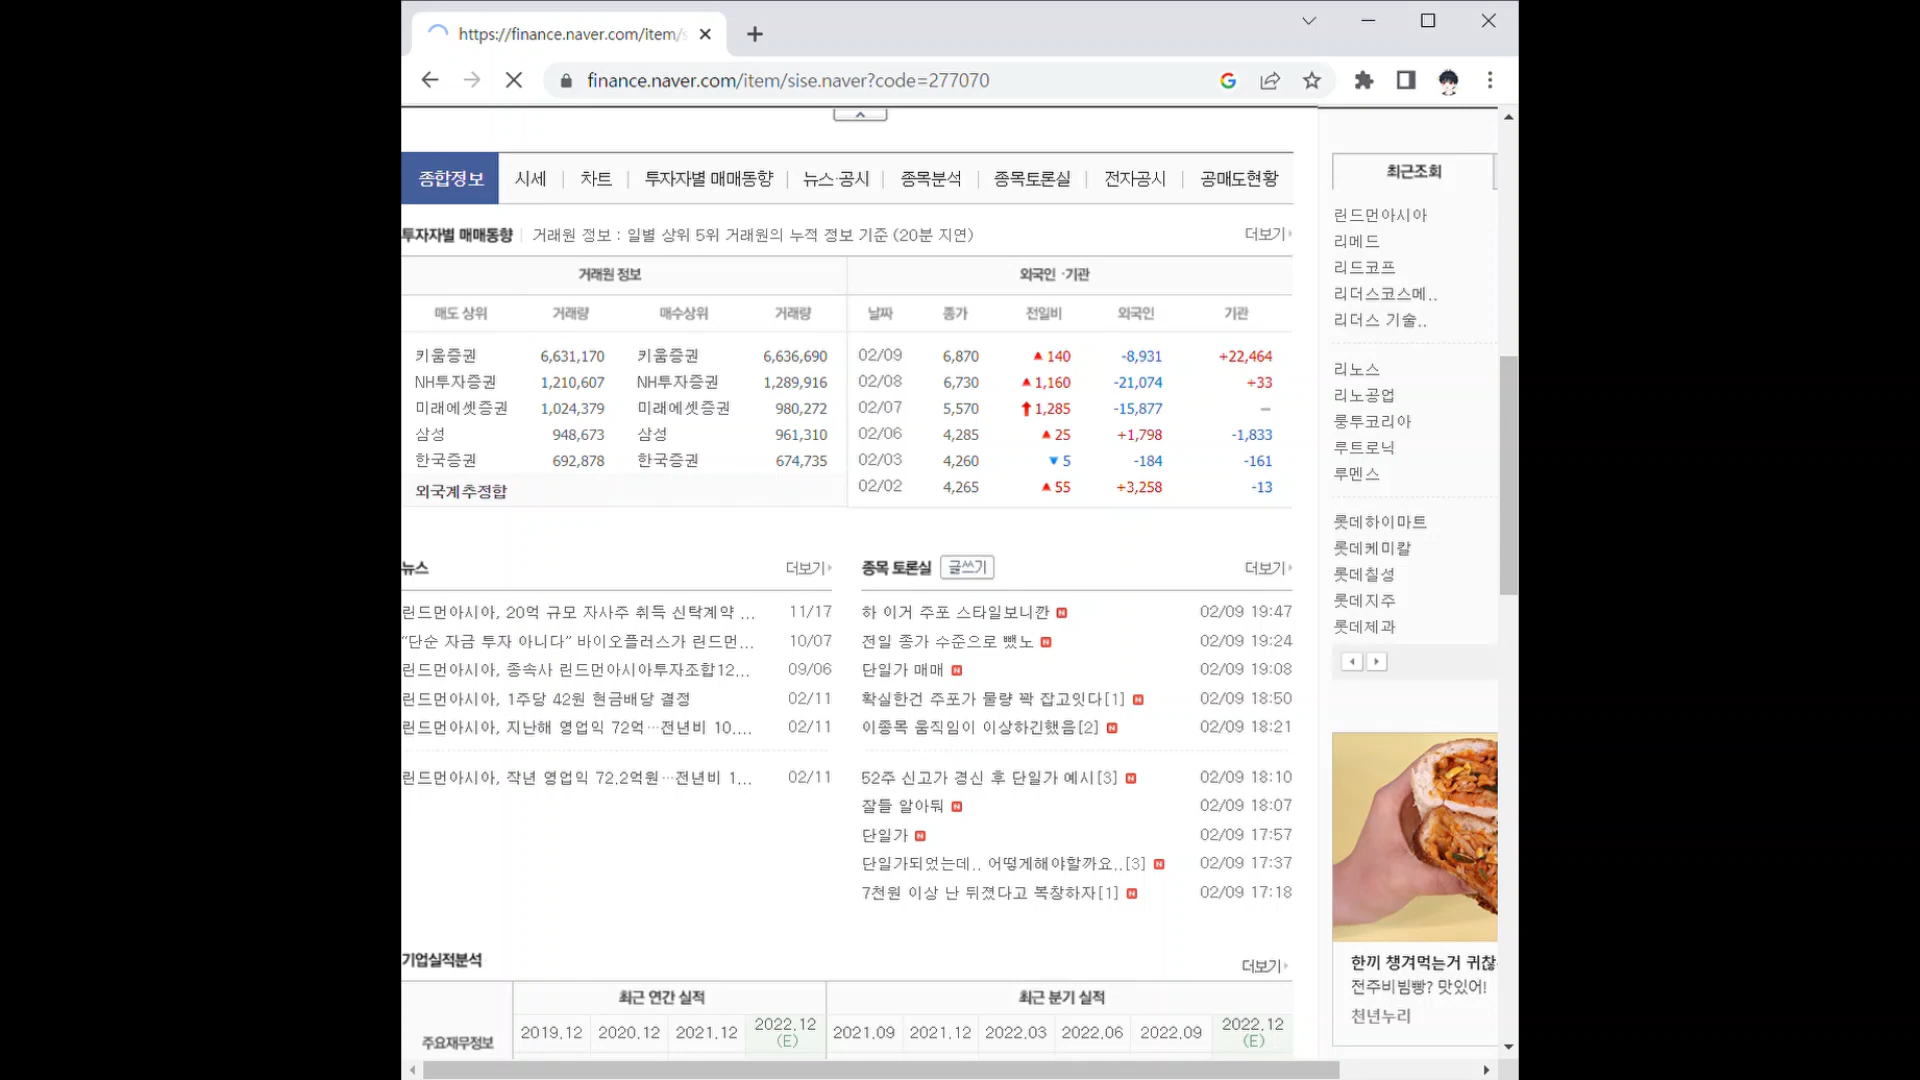 https://finance.naver.com/item/s
finance.naver.com/item/sise.naver?code=277070
종합정보 시세 차트 투자자별 매매동향 뉴스·공시 종목분석 종목토론실 전자공시 공매도현황
투자자별 매매동향 거래원 정보 : 일별 상위 5위 거래원의 누적 정보 기준 (20분 지연) 더보기
거래원 정보 외국인·기관
매도 상위 거래량 매수상위 거래량 날짜 종가 전일비 외국인 기관
키움증권 6,631,170 키움증권 6,636,690 02/09 6,870 ▲ 140 -8,931 +22,464
NH투자증권 1,210,607 NH투자증권 1,289,916 02/08 6,730 ▲ 1,160 -21,074 +33
미래에셋증권 1,024,379 미래에셋증권 980,272 02/07 5,570 ↑ 1,285 -15,877 –
삼성 948,673 삼성 961,310 02/06 4,285 ▲ 25 +1,798 -1,833
한국증권 692,878 한국증권 674,735 02/03 4,260 ▼ 5 -184 -161
외국계추정합 02/02 4,265 ▲ 55 +3,258 -13
뉴스 더보기
린드먼아시아, 20억 규모 자사주 취득 신탁계약 ... 11/17
“단순 자금 투자 아니다” 바이오플러스가 린드먼... 10/07
린드먼아시아, 종속사 린드먼아시아투자조합12... 09/06
린드먼아시아, 1주당 42원 현금배당 결정 02/11
린드먼아시아, 지난해 영업익 72억…전년비 10.... 02/11
린드먼아시아, 작년 영업익 72.2억원…전년비 1... 02/11
종목 토론실 글쓰기 더보기
하 이거 주포 스타일보니깐 N 02/09 19:47
전일 종가 수준으로 뺐노 N 02/09 19:24
단일가 매매 N 02/09 19:08
확실한건 주포가 물량 꽉 잡고잇다[1] N 02/09 18:50
이종목 움직임이 이상하긴했음[2] N 02/09 18:21
52주 신고가 경신 후 단일가 예시[3] N 02/09 18:10
잘들 알아둬 N 02/09 18:07
단일가 N 02/09 17:57
단일가되었는데.. 어떻게해야할까요..[3] N 02/09 17:37
7천원 이상 난 뒤졌다고 복창하자[1] N 02/09 17:18
기업실적분석 더보기
주요재무정보 최근 연간 실적 최근 분기 실적
2019.12 2020.12 2021.12 2022.12 (E) 2021.09 2021.12 2022.03 2022.06 2022.09 2022.12 (E)
최근조회
린드먼아시아
리메드
리드코프
리더스코스메..
리더스 기술..
리노스
리노공업
룽투코리아
루트로닉
루멘스
롯데하이마트
롯데케미칼
롯데칠성
롯데지주
롯데제과
한끼 챙겨먹는거 귀찮
전주비빔빵? 맛있어!
천년누리